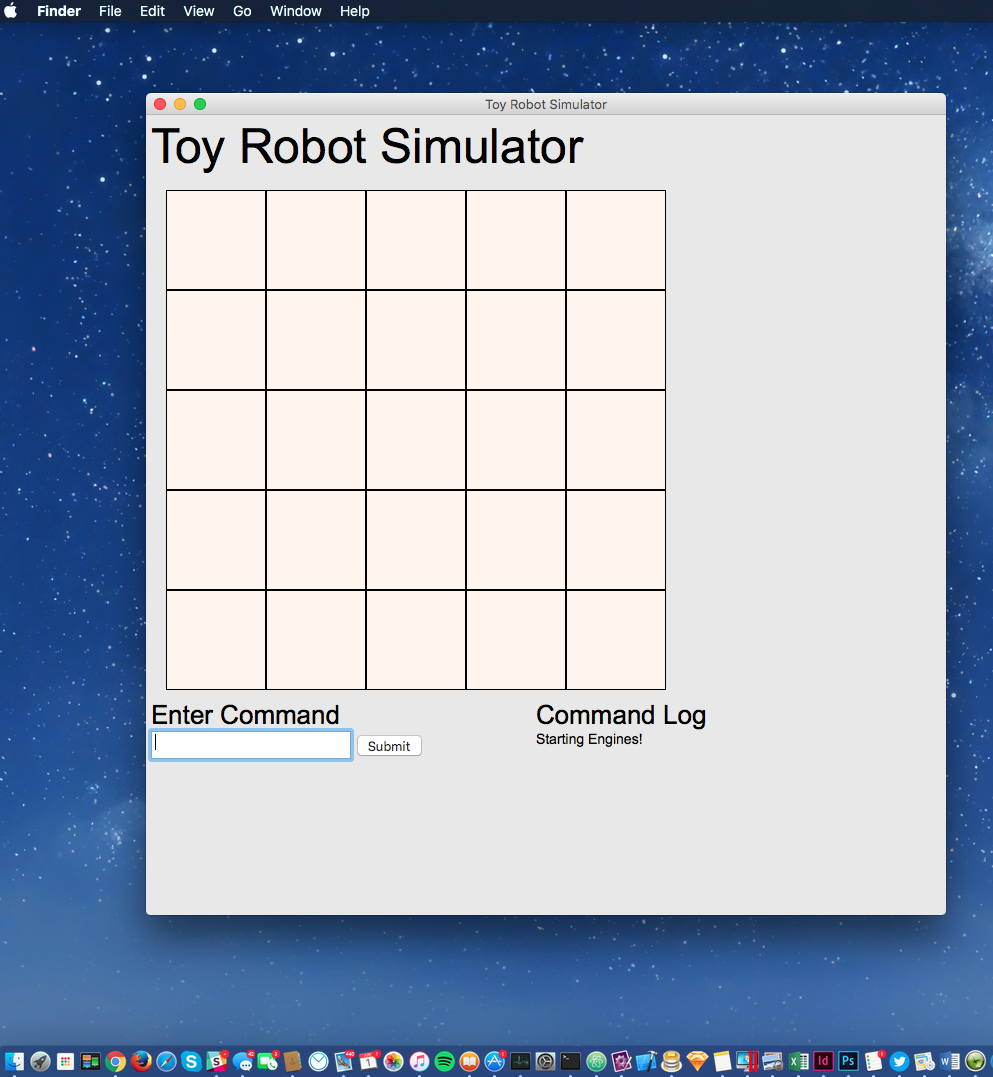 Finder File Edit View Go Window Help
Toy Robot Simulator
Toy Robot Simulator
Enter Command
Submit
Command Log
Starting Engines!